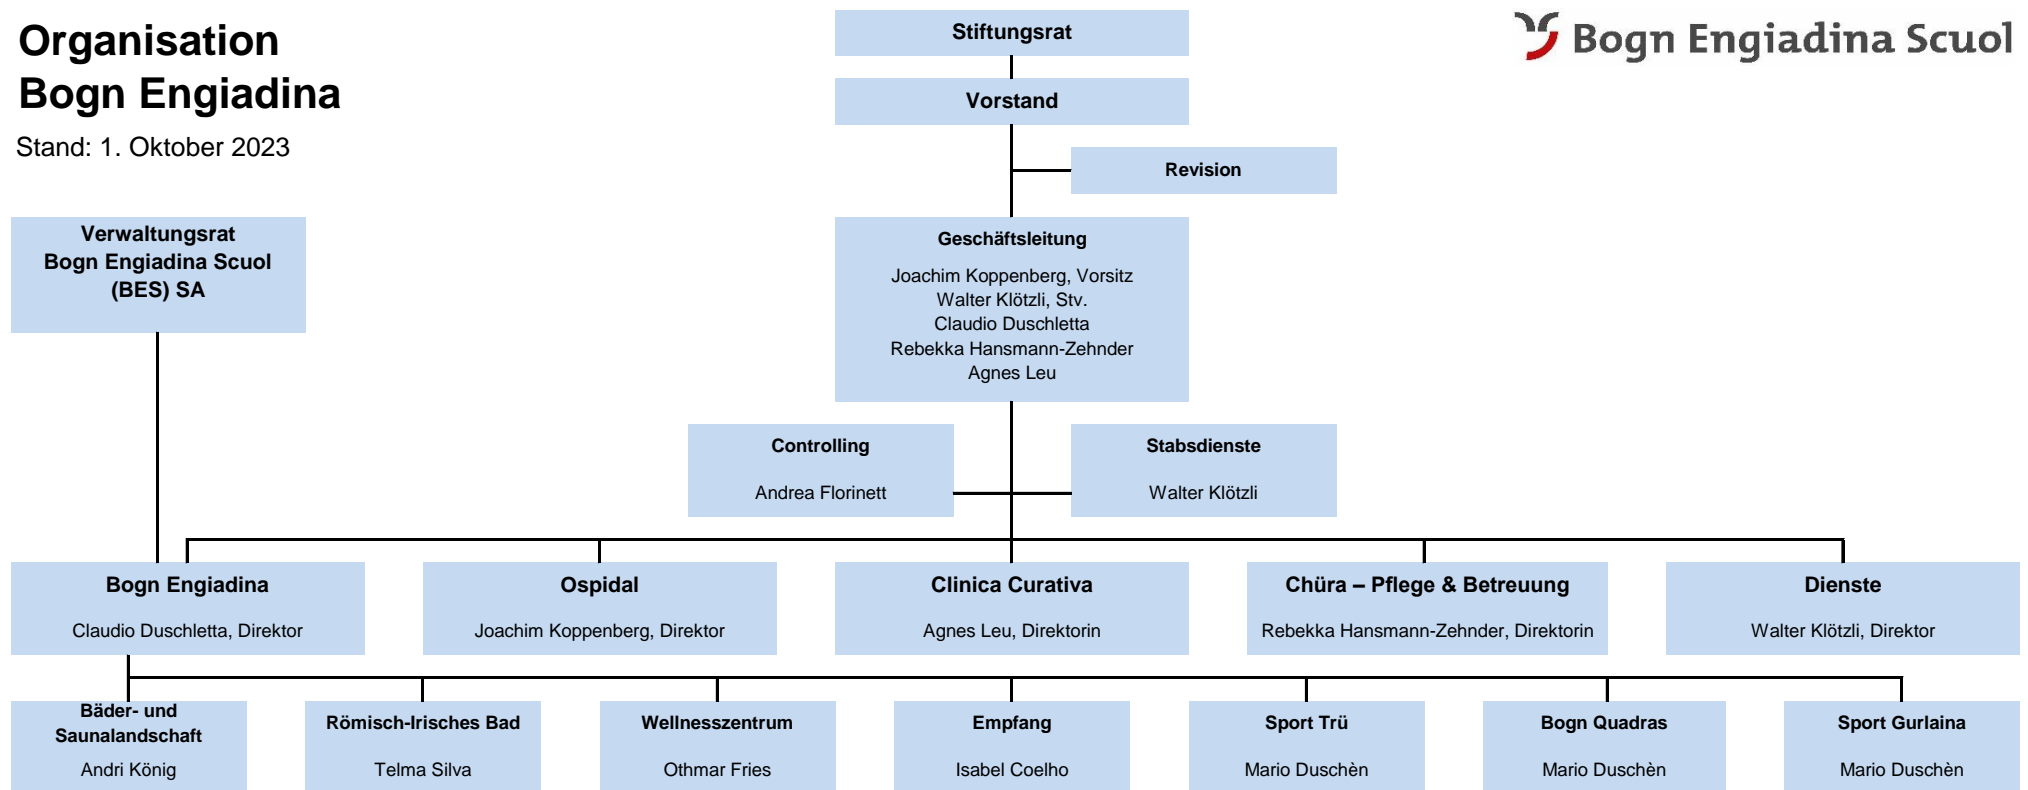 Organisation
Bogn Engiadina
Stand: 1. Oktober 2023
Bogn Engiadina Scuol
Stiftungsrat
Vorstand
Revision
Verwaltungsrat
Bogn Engiadina Scuol
(BES) SA
Geschäftsleitung
Joachim Koppenberg, Vorsitz
Walter Klötzli, Stv.
Claudio Duschletta
Rebekka Hansmann-Zehnder
Agnes Leu
Controlling
Andrea Florinett
Stabsdienste
Walter Klötzli
Bogn Engiadina
Claudio Duschletta, Direktor
Ospidal
Joachim Koppenberg, Direktor
Clinica Curativa
Agnes Leu, Direktorin
Chüra – Pflege & Betreuung
Rebekka Hansmann-Zehnder, Direktorin
Dienste
Walter Klötzli, Direktor
Bäder- und
Saunalandschaft
Andri König
Römisch-Irisches Bad
Telma Silva
Wellnesszentrum
Othmar Fries
Empfang
Isabel Coelho
Sport Trü
Mario Duschèn
Bogn Quadras
Mario Duschèn
Sport Gurlaina
Mario Duschèn